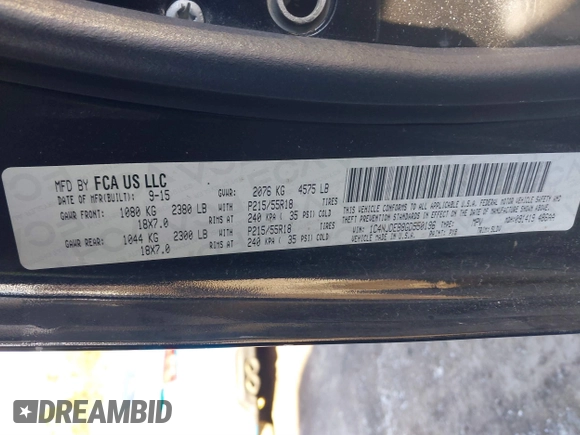 MFD BY FCA US LLC
DATE OF MFR(BUILT): 9-15 GVWR: 2076 KG 4575 LB
GAWR FRONT: 1080 KG 2380 LB WITH P215/55R18 TIRES
18X7.0 RIMS AT 240 KPA ( 35 PSI) COLD
GAWR REAR: 1044 KG 2300 LB WITH P215/55R18 TIRES
18X7.0 RIMS AT 240 KPA ( 35 PSI) COLD
THIS VEHICLE CONFORMS TO ALL APPLICABLE U.S.A. FEDERAL MOTOR VEHICLE
SAFETY, BUMPER, AND THEFT PREVENTION STANDARDS IN EFFECT
ON THE DATE OF MANUFACTURE SHOWN ABOVE.
VIN: TYPE: MPV
DREAMBID